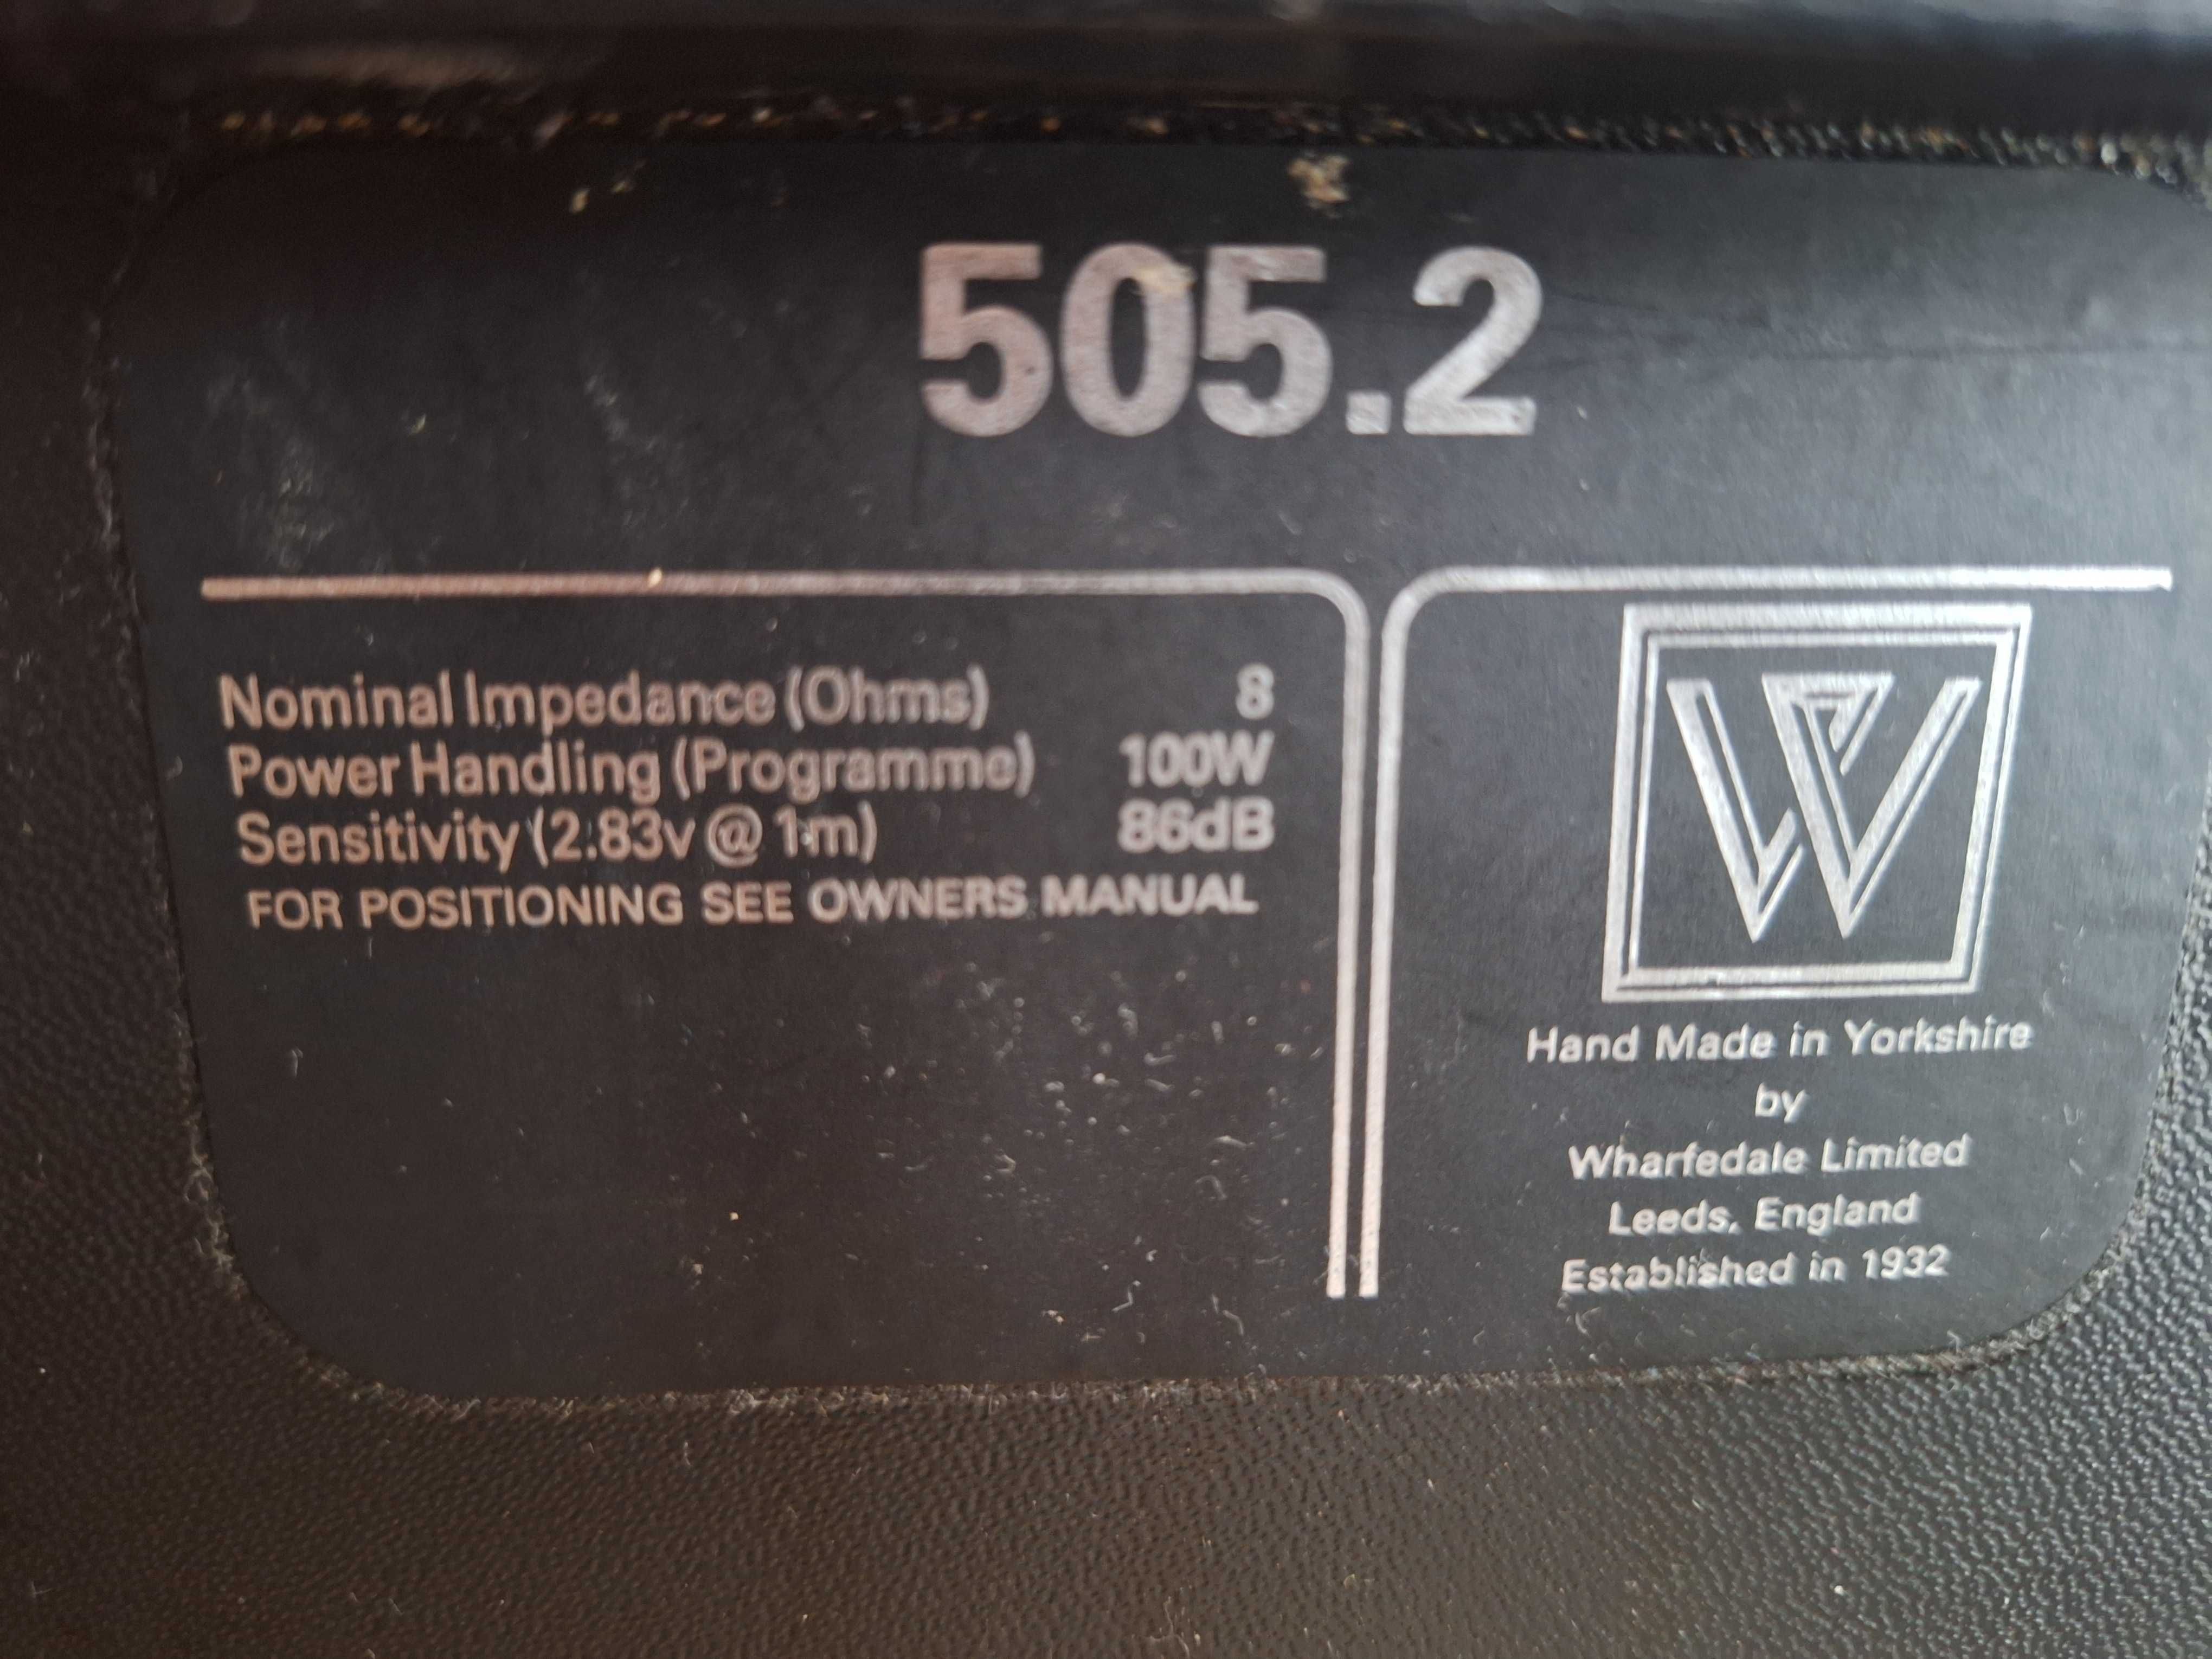 505.2
Nominal Impedance (Ohms) 8
Power Handling (Programme) 100W
Sensitivity (2.83v @ 1m) 86dB
FOR POSITIONING SEE OWNERS MANUAL
W
Hand Made in Yorkshire
by
Wharfedale Limited
Leeds, England
Established in 1932